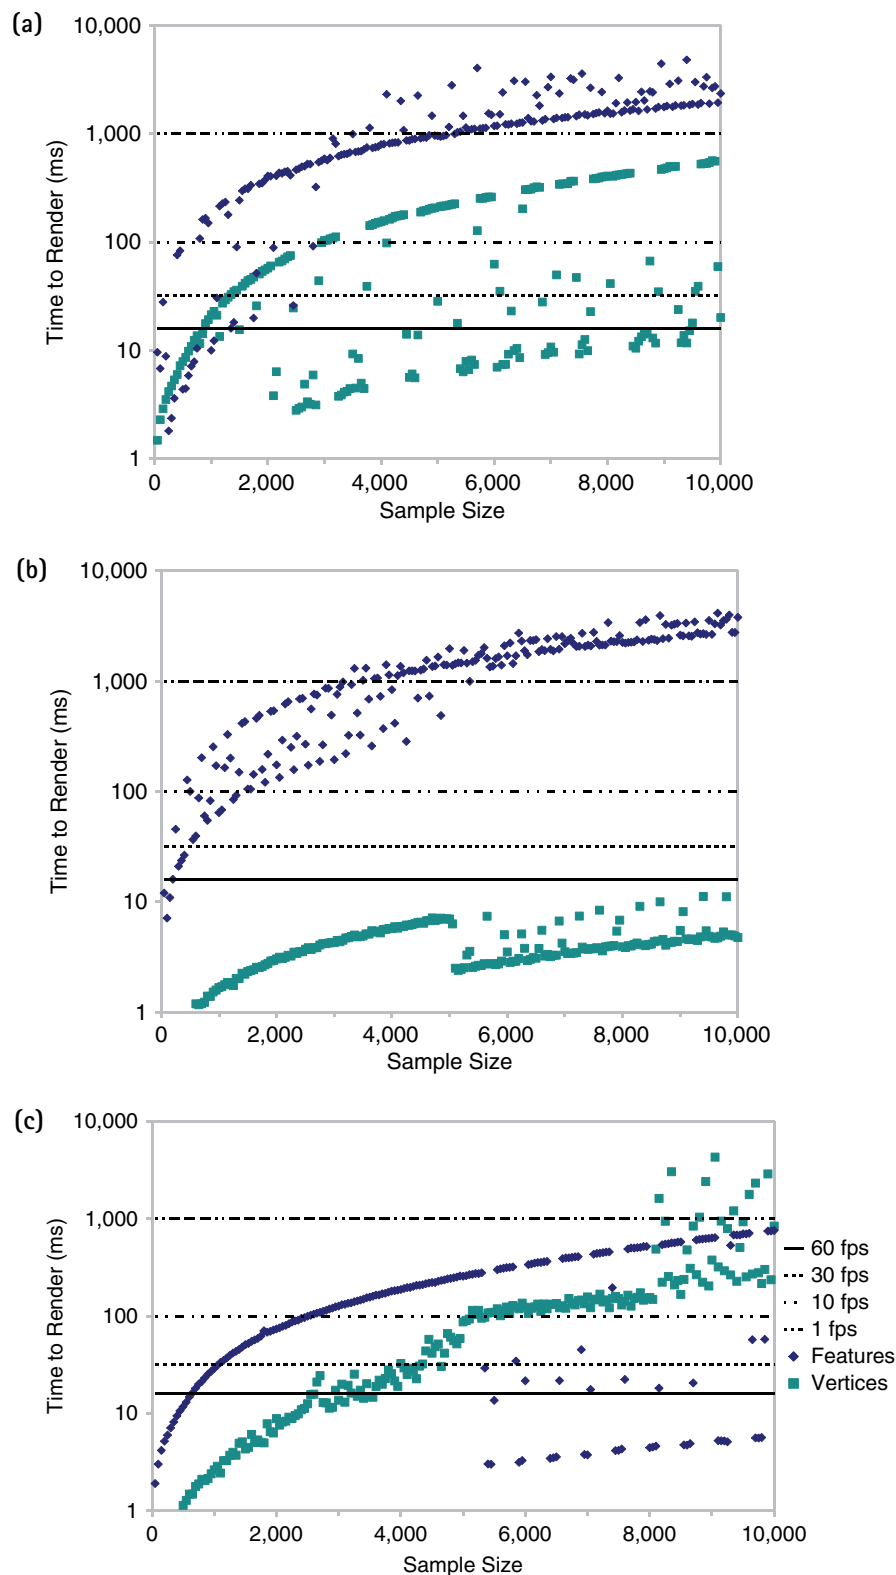 (a)
10,000
1,000
100
10
1
Time to Render (ms)
0 2,000 4,000 6,000 8,000 10,000
Sample Size
(b)
10,000
1,000
100
10
1
Time to Render (ms)
0 2,000 4,000 6,000 8,000 10,000
Sample Size
(c)
10,000
1,000
100
10
1
Time to Render (ms)
0 2,000 4,000 6,000 8,000 10,000
Sample Size
60 fps
30 fps
10 fps
1 fps
Features
Vertices